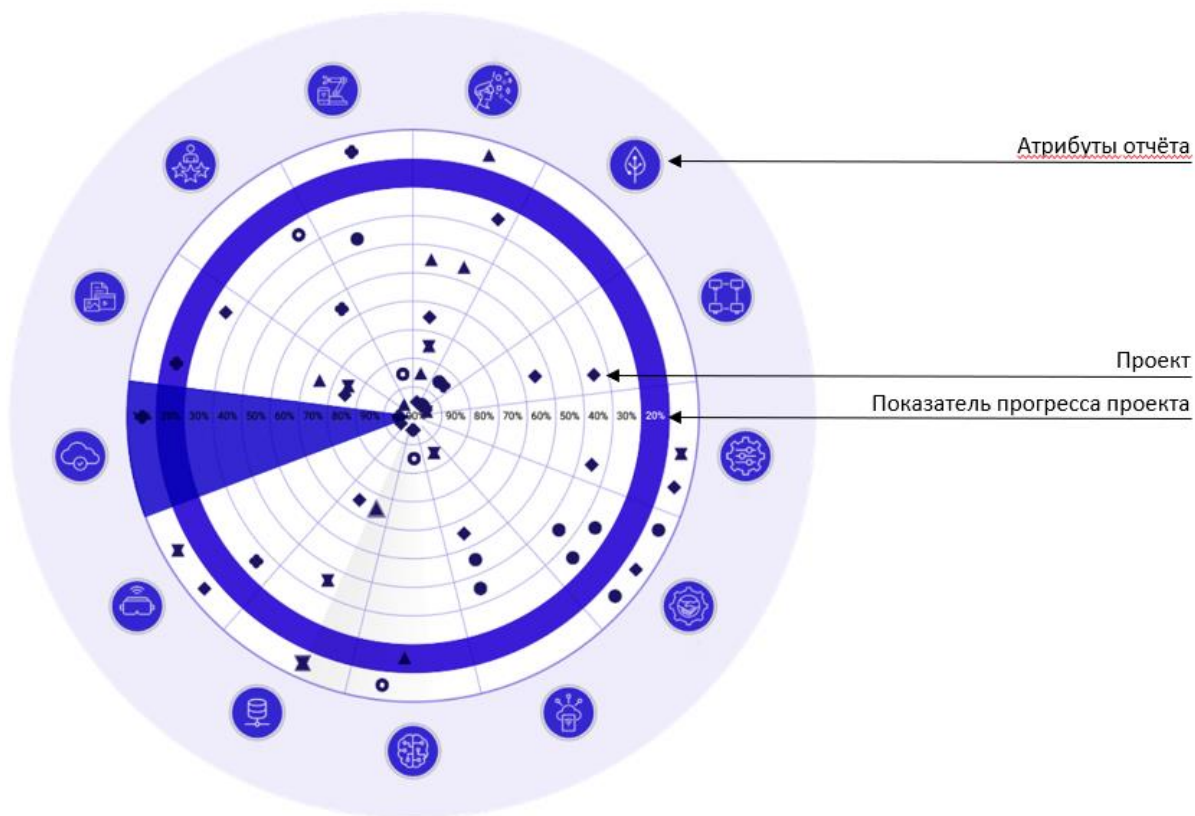 Атрибуты отчёта
Проект
Показатель прогресса проекта
20% 30% 40% 50% 60% 70% 80% 90% 90% 80% 70% 60% 50% 40% 30% 20%